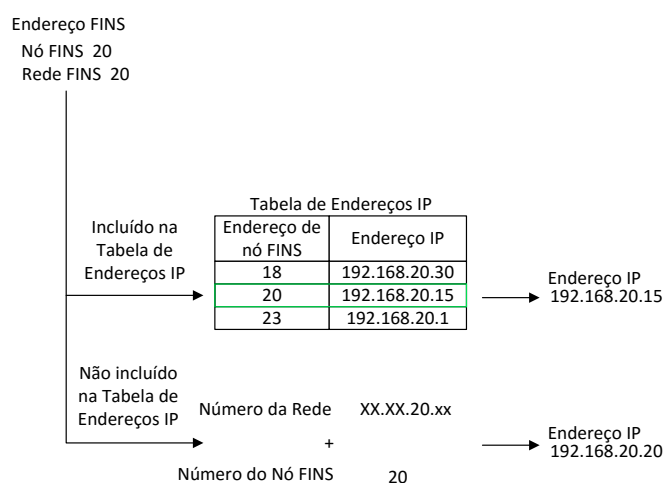 Endereço FINS
Nó FINS 20
Rede FINS 20
Incluído na
Tabela de
Endereços IP
Tabela de Endereços IP
Endereço de
nó FINS
Endereço IP
18 192.168.20.30
20 192.168.20.15
23 192.168.20.1
Endereço IP
192.168.20.15
Não incluído
na Tabela de
Endereços IP
Número da Rede XX.XX.20.xx
+
Número do Nó FINS 20
Endereço IP
192.168.20.20